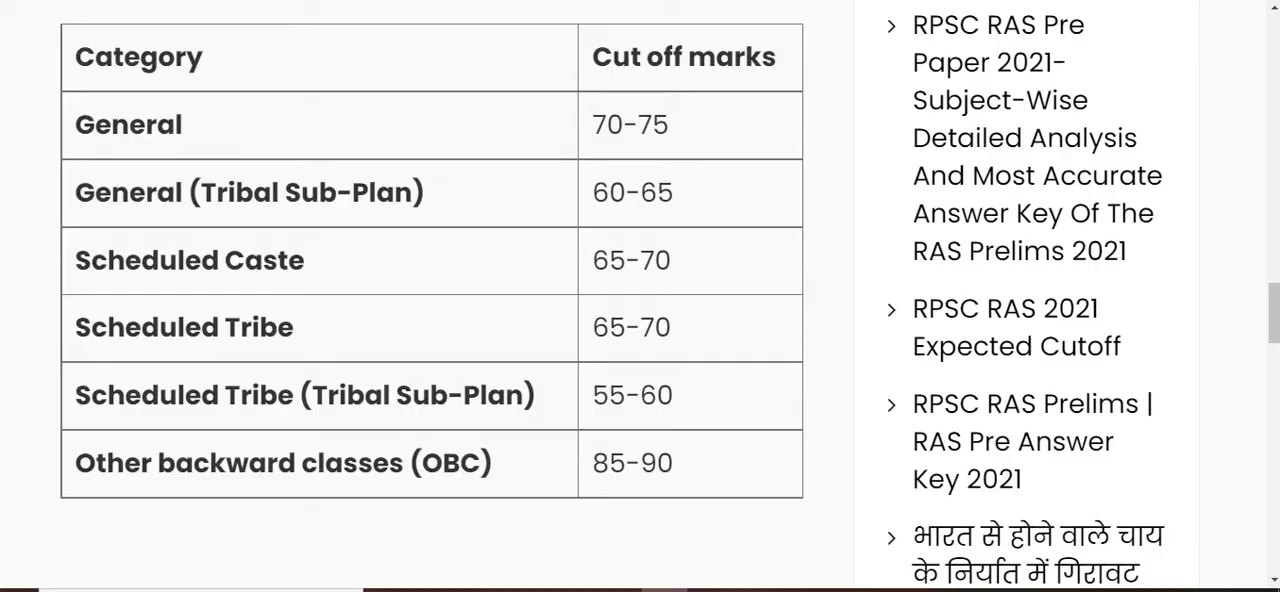 Category Cut off marks
General 70-75
General (Tribal Sub-Plan) 60-65
Scheduled Caste 65-70
Scheduled Tribe 65-70
Scheduled Tribe (Tribal Sub-Plan) 55-60
Other backward classes (OBC) 85-90
RPSC RAS Pre
Paper 2021-
Subject-Wise
Detailed Analysis
And Most Accurate
Answer Key Of The
RAS Prelims 2021
RPSC RAS 2021
Expected Cutoff
RPSC RAS Prelims |
RAS Pre Answer
Key 2021
भारत से होने वाले चाय
के निर्यात में गिरावट